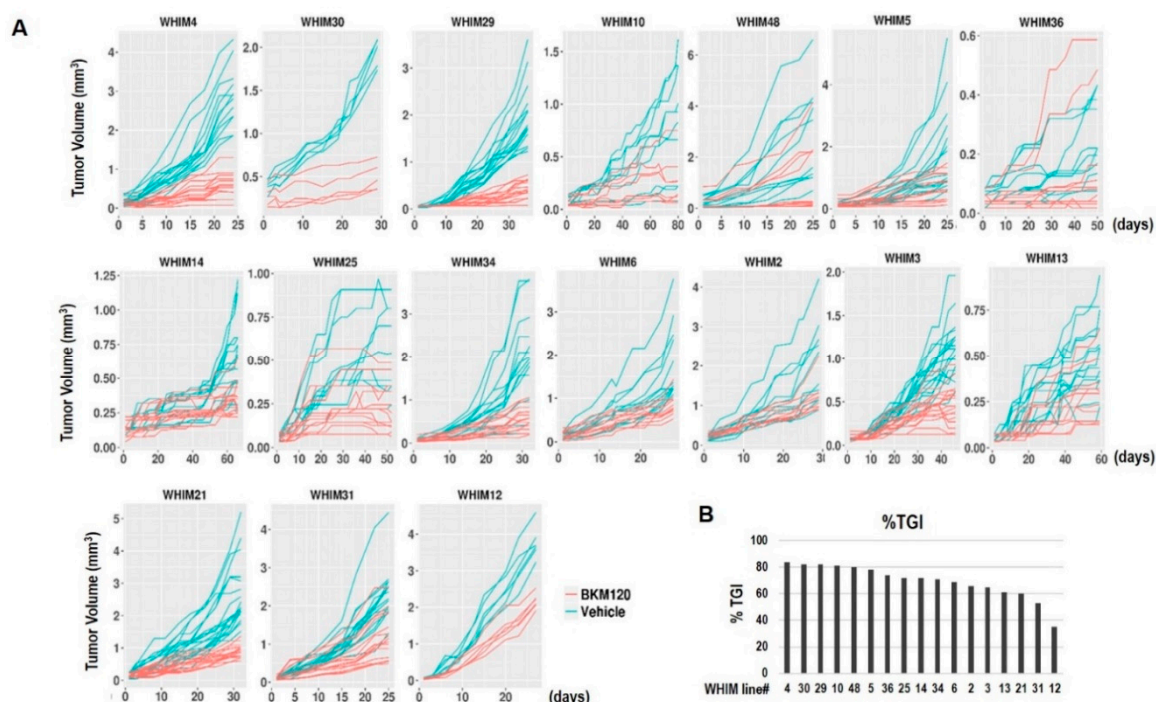 A
WHIM4 WHIM30 WHIM29 WHIM10 WHIM48 WHIM5 WHIM36
Tumor Volume (mm³)
4 3 2 1 0
2.0 1.5 1.0 0.5
3 2 1 0
1.5 1.0 0.5 0.0
6 4 2 0
4 2 0
0.6 0.4 0.2 0.0
0 5 10 15 20 25
0 10 20 30
0 10 20 30
0 10 20 30 40 50 60 70 80
0 5 10 15 20 25
0 5 10 15 20 25
0 10 20 30 40 50
(days)
WHIM14 WHIM25 WHIM34 WHIM6 WHIM2 WHIM3 WHIM13
Tumor Volume (mm³)
1.25 1.00 0.75 0.50 0.25 0.00
1.00 0.75 0.50 0.25 0.00
3 2 1 0
4 3 2 1 0
4 3 2 1 0
2.0 1.5 1.0 0.5 0.0
0.75 0.50 0.25 0.00
0 10 20 30 40 50 60
0 10 20 30 40 50
0 10 20 30
0 10 20
0 10 20
0 10 20 30 40
0 10 20 30 40 50 60
(days)
WHIM21 WHIM31 WHIM12
Tumor Volume (mm³)
5 4 3 2 1 0
4 3 2 1 0
4 3 2 1 0
0 10 20 30
0 5 10 15 20 25
0 10 20
(days)
BKM120
Vehicle
B
%TGI
% TGI
100
80
60
40
20
0
WHIM line# 4 30 29 10 48 5 36 25 14 34 6 2 3 13 21 31 12